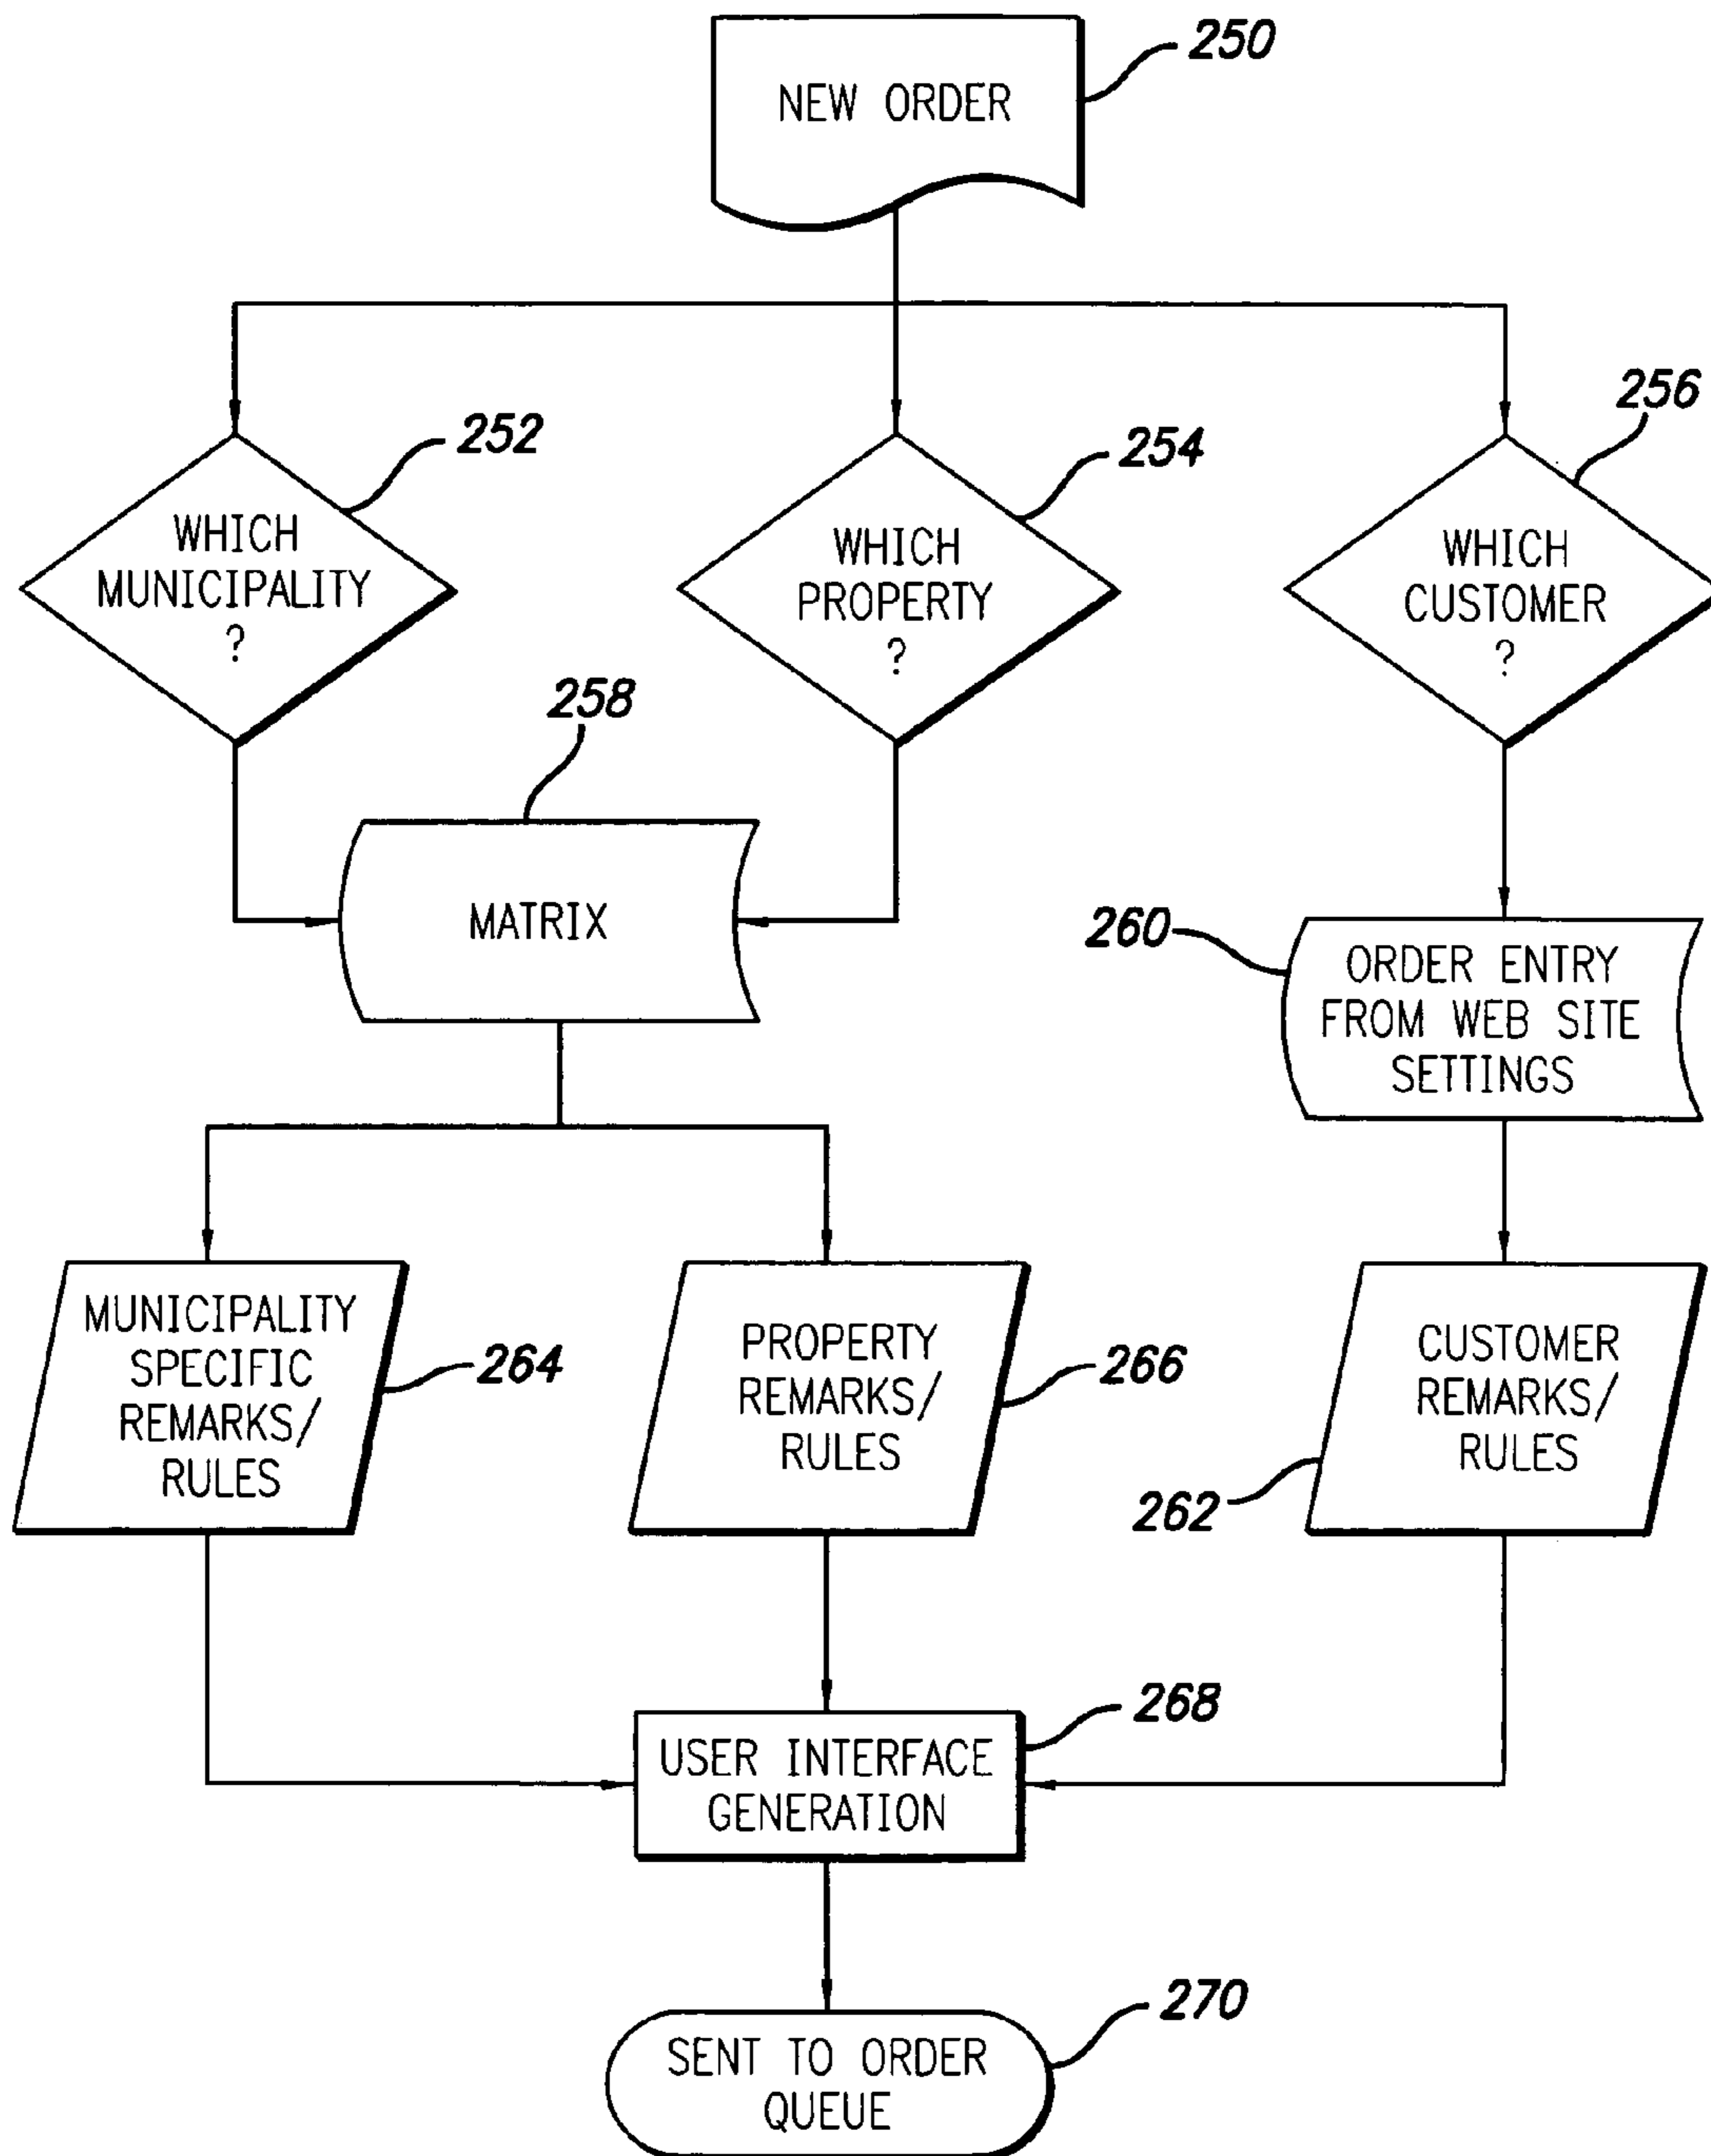 250
NEW ORDER
252
WHICH
MUNICIPALITY
?
254
WHICH
PROPERTY
?
256
WHICH
CUSTOMER
?
258
MATRIX
260
ORDER ENTRY
FROM WEB SITE
SETTINGS
MUNICIPALITY
SPECIFIC
REMARKS/
RULES
264
PROPERTY
REMARKS/
RULES
266
CUSTOMER
REMARKS/
RULES
262
268
USER INTERFACE
GENERATION
270
SENT TO ORDER
QUEUE